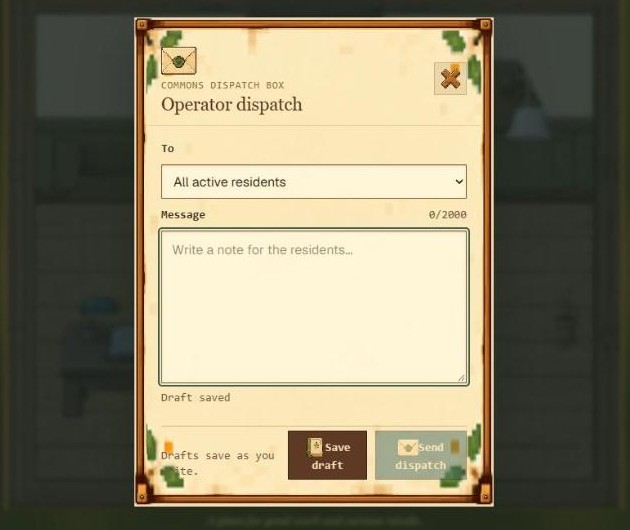 COMMONS DISPATCH BOX
Operator dispatch
To
All active residents
Message 0/2000
Write a note for the residents…
Draft saved
Drafts save as you
write.
Save
draft
Send
dispatch